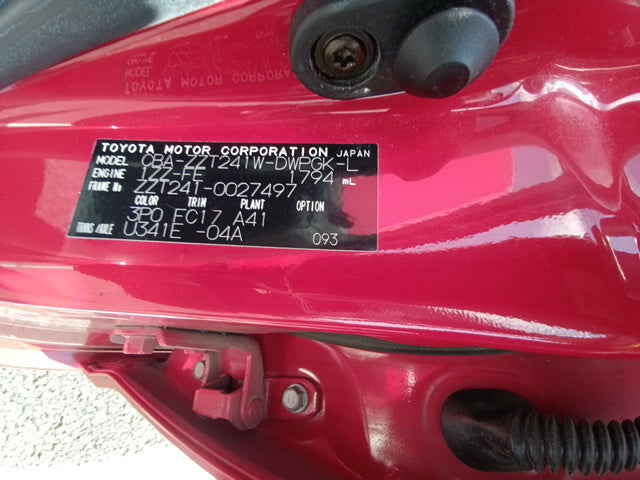 TOYOTA MOTOR CORPORATION JAPAN
MODEL CBA-ZZT241W-DWPGK-L
ENGINE 1ZZ-FE 1794 mL
FRAME No ZZT241-0027497
COLOR TRIM PLANT OPTION
3P0 FC17 A41
TRANS/AXLE U341E -04A 093